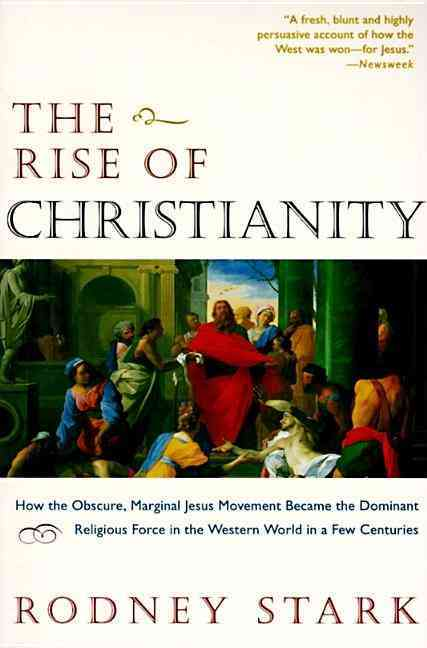 "A fresh, blunt and highly
persuasive account of how the
West was won—for Jesus."
—Newsweek
THE
RISE OF
CHRISTIANITY
How the Obscure, Marginal Jesus Movement Became the Dominant
Religious Force in the Western World in a Few Centuries
RODNEY STARK